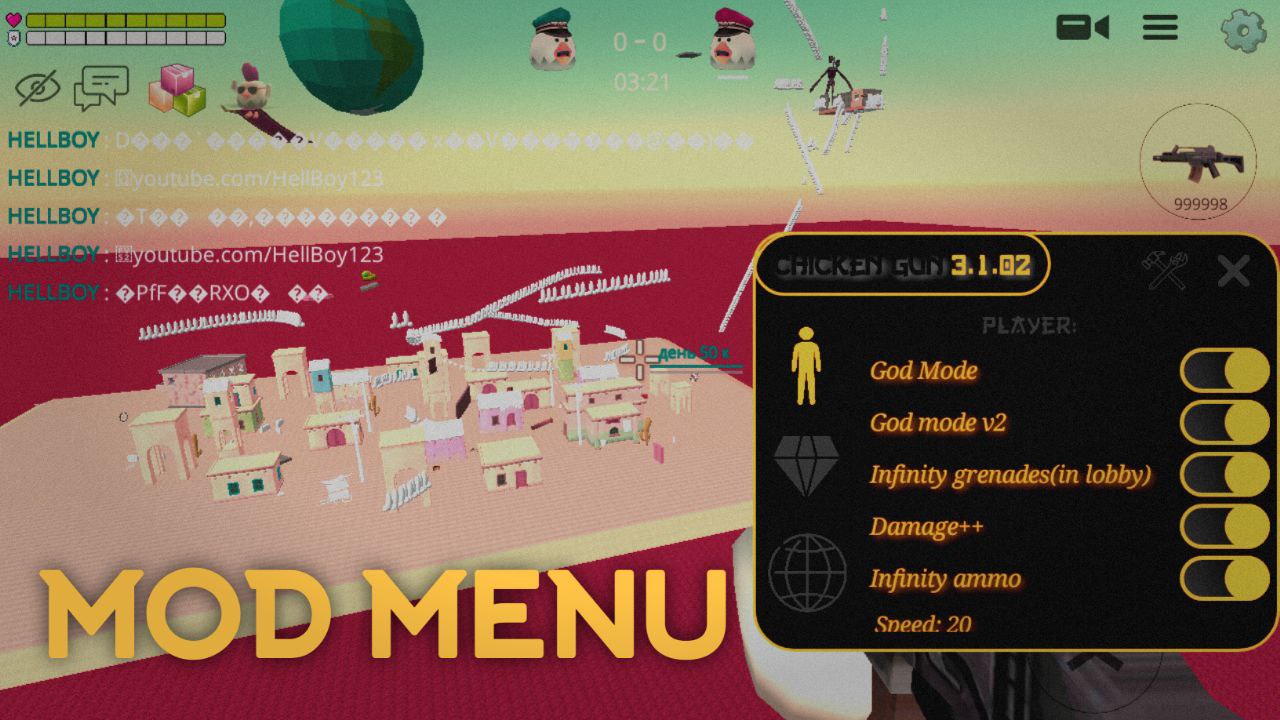 0 - 0
03:21
HELLBOY :
HELLBOY : youtube.com/HellBoy123
HELLBOY :
HELLBOY : youtube.com/HellBoy123
HELLBOY :
999998
день 50 к
CHICKEN GUN 3.1.02
PLAYER:
God Mode
God mode v2
Infinity grenades(in lobby)
Damage++
Infinity ammo
Speed: 20
MOD MENU